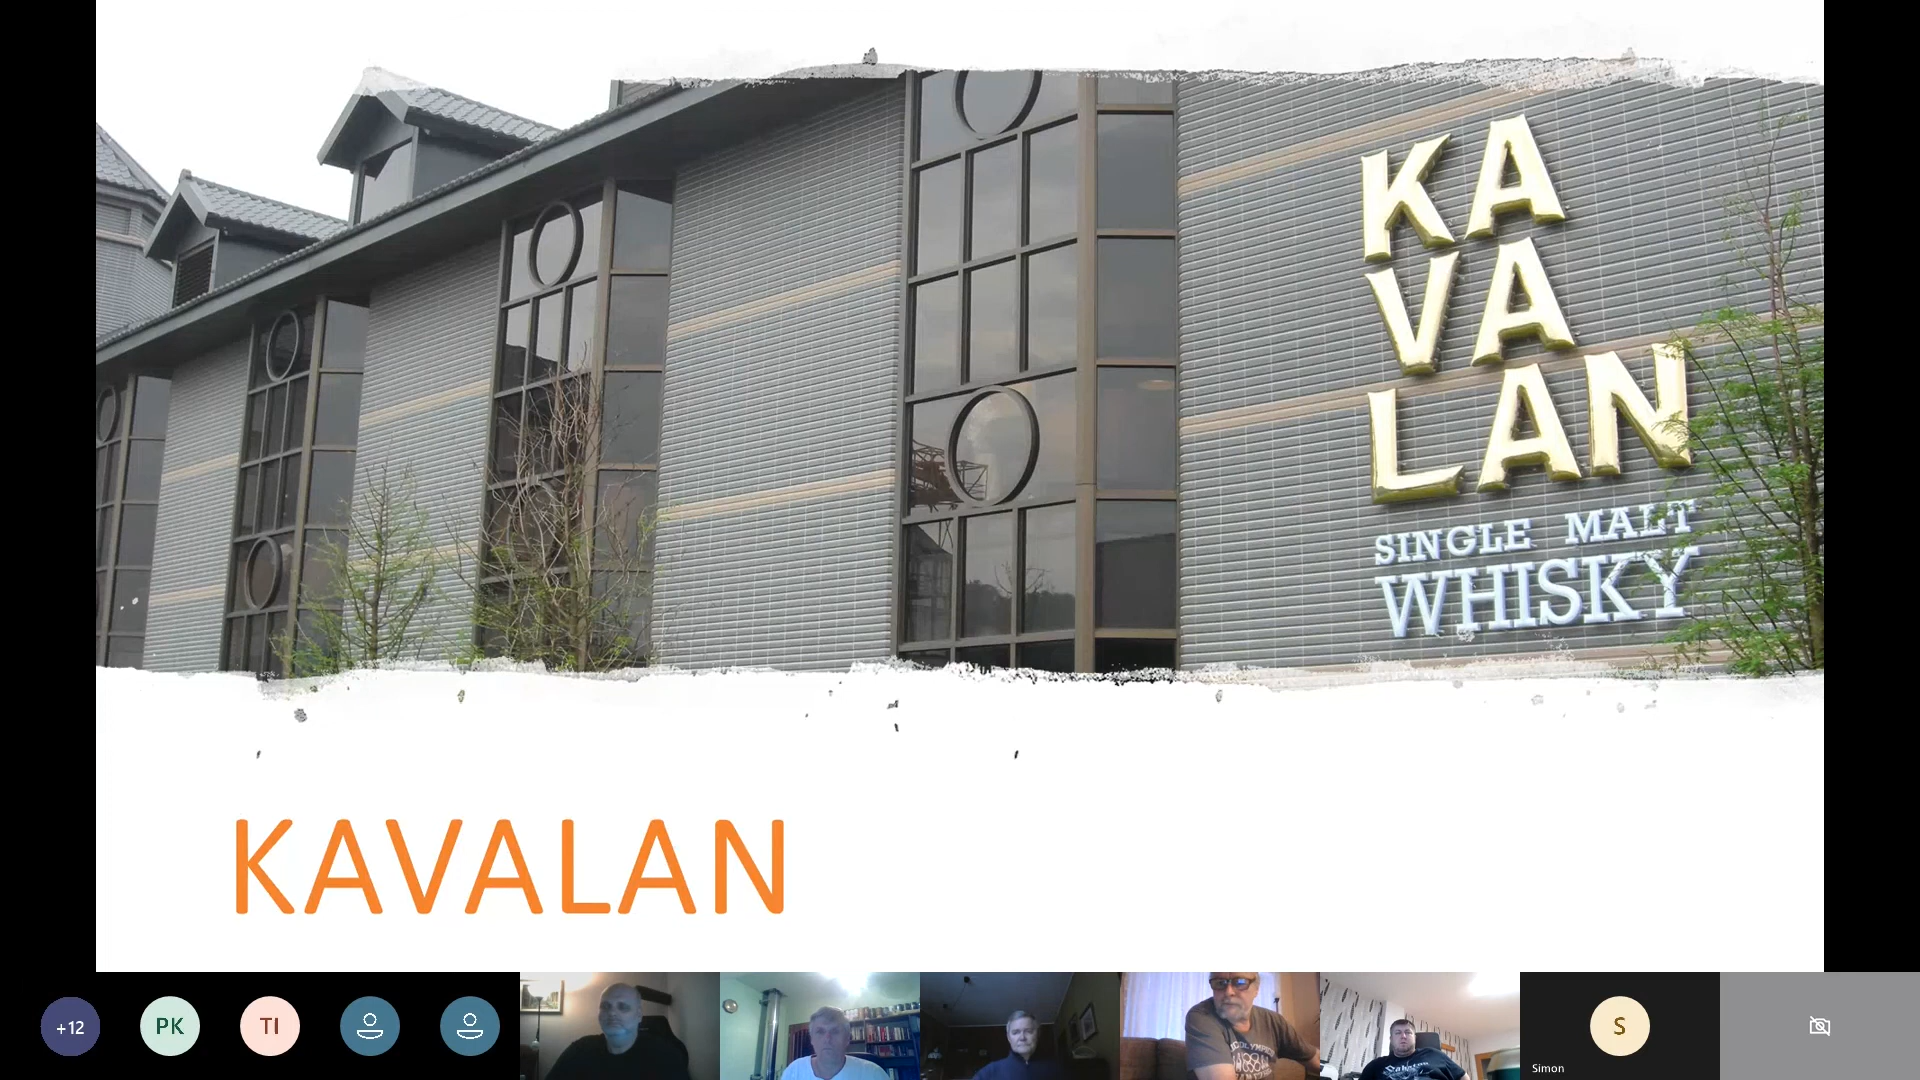 KA
VA
LAN
SINGLE MALT
WHISKY
KAVALAN
+12
PK
TI
S
Simon